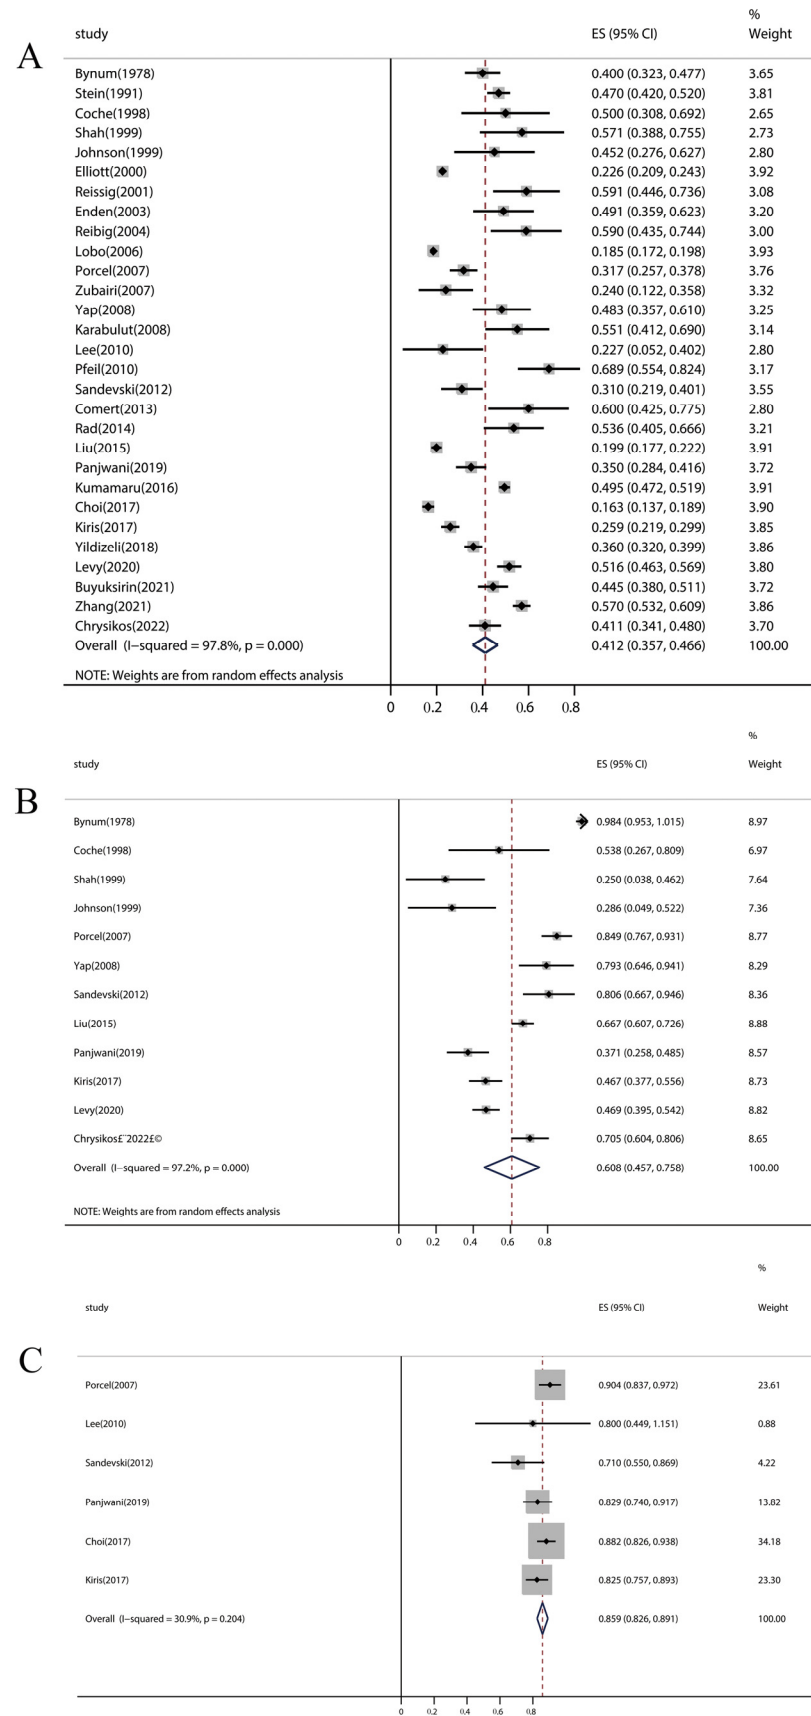 A
%
study ES (95% CI) Weight
Bynum(1978) 0.400 (0.323, 0.477) 3.65
Stein(1991) 0.470 (0.420, 0.520) 3.81
Coche(1998) 0.500 (0.308, 0.692) 2.65
Shah(1999) 0.571 (0.388, 0.755) 2.73
Johnson(1999) 0.452 (0.276, 0.627) 2.80
Elliott(2000) 0.226 (0.209, 0.243) 3.92
Reissig(2001) 0.591 (0.446, 0.736) 3.08
Enden(2003) 0.491 (0.359, 0.623) 3.20
Reibig(2004) 0.590 (0.435, 0.744) 3.00
Lobo(2006) 0.185 (0.172, 0.198) 3.93
Porcel(2007) 0.317 (0.257, 0.378) 3.76
Zubairi(2007) 0.240 (0.122, 0.358) 3.32
Yap(2008) 0.483 (0.357, 0.610) 3.25
Karabulut(2008) 0.551 (0.412, 0.690) 3.14
Lee(2010) 0.227 (0.052, 0.402) 2.80
Pfeil(2010) 0.689 (0.554, 0.824) 3.17
Sandevski(2012) 0.310 (0.219, 0.401) 3.55
Comert(2013) 0.600 (0.425, 0.775) 2.80
Rad(2014) 0.536 (0.405, 0.666) 3.21
Liu(2015) 0.199 (0.177, 0.222) 3.91
Panjwani(2019) 0.350 (0.284, 0.416) 3.72
Kumamaru(2016) 0.495 (0.472, 0.519) 3.91
Choi(2017) 0.163 (0.137, 0.189) 3.90
Kiris(2017) 0.259 (0.219, 0.299) 3.85
Yildizeli(2018) 0.360 (0.320, 0.399) 3.86
Levy(2020) 0.516 (0.463, 0.569) 3.80
Buyuksirin(2021) 0.445 (0.380, 0.511) 3.72
Zhang(2021) 0.570 (0.532, 0.609) 3.86
Chrysikos(2022) 0.411 (0.341, 0.480) 3.70
Overall (I−squared = 97.8%, p = 0.000) 0.412 (0.357, 0.466) 100.00
NOTE: Weights are from random effects analysis
0 0.2 0.4 0.6 0.8
B
%
study ES (95% CI) Weight
Bynum(1978) 0.984 (0.953, 1.015) 8.97
Coche(1998) 0.538 (0.267, 0.809) 6.97
Shah(1999) 0.250 (0.038, 0.462) 7.64
Johnson(1999) 0.286 (0.049, 0.522) 7.36
Porcel(2007) 0.849 (0.767, 0.931) 8.77
Yap(2008) 0.793 (0.646, 0.941) 8.29
Sandevski(2012) 0.806 (0.667, 0.946) 8.36
Liu(2015) 0.667 (0.607, 0.726) 8.88
Panjwani(2019) 0.371 (0.258, 0.485) 8.57
Kiris(2017) 0.467 (0.377, 0.556) 8.73
Levy(2020) 0.469 (0.395, 0.542) 8.82
Chrysikos£¨2022£© 0.705 (0.604, 0.806) 8.65
Overall (I−squared = 97.2%, p = 0.000) 0.608 (0.457, 0.758) 100.00
NOTE: Weights are from random effects analysis
0 0.2 0.4 0.6 0.8
C
%
study ES (95% CI) Weight
Porcel(2007) 0.904 (0.837, 0.972) 23.61
Lee(2010) 0.800 (0.449, 1.151) 0.88
Sandevski(2012) 0.710 (0.550, 0.869) 4.22
Panjwani(2019) 0.829 (0.740, 0.917) 13.82
Choi(2017) 0.882 (0.826, 0.938) 34.18
Kiris(2017) 0.825 (0.757, 0.893) 23.30
Overall (I−squared = 30.9%, p = 0.204) 0.859 (0.826, 0.891) 100.00
0 0.2 0.4 0.6 0.8